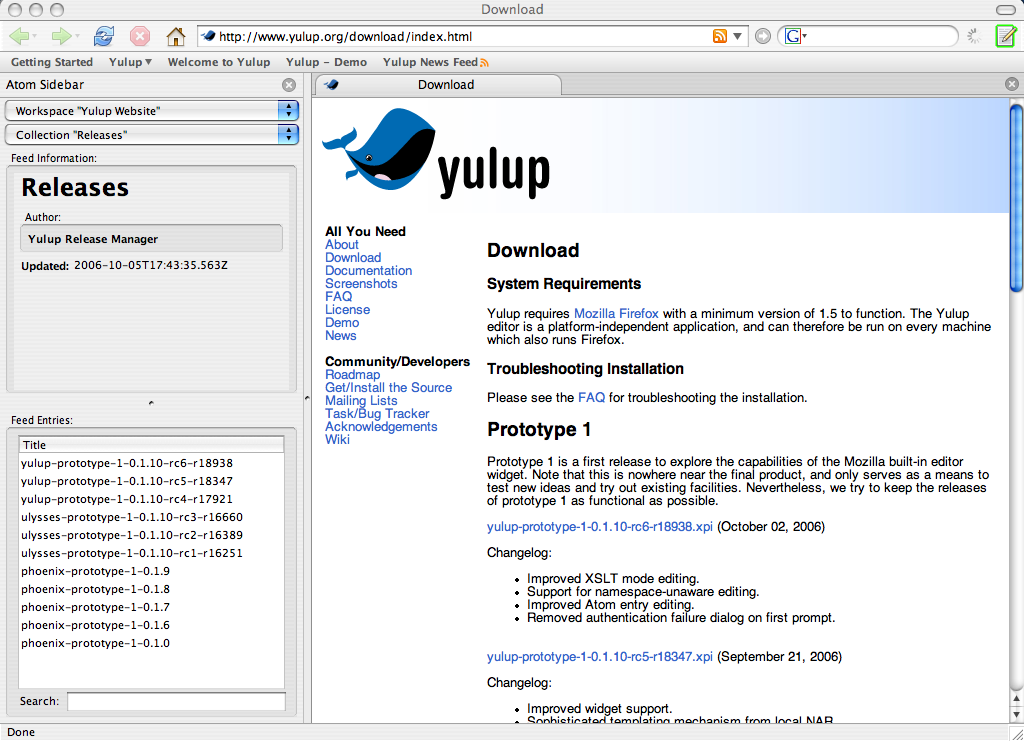 Download
http://www.yulup.org/download/index.html
G
Getting Started Yulup Welcome to Yulup Yulup - Demo Yulup News Feed
Atom Sidebar
Download
Workspace "Yulup Website"
Collection "Releases"
Feed Information:
Releases
Author:
Yulup Release Manager
Updated: 2006-10-05T17:43:35.563Z
Feed Entries:
Title
yulup-prototype-1-0.1.10-rc6-r18938
yulup-prototype-1-0.1.10-rc5-r18347
yulup-prototype-1-0.1.10-rc4-r17921
ulysses-prototype-1-0.1.10-rc3-r16660
ulysses-prototype-1-0.1.10-rc2-r16389
ulysses-prototype-1-0.1.10-rc1-r16251
phoenix-prototype-1-0.1.9
phoenix-prototype-1-0.1.8
phoenix-prototype-1-0.1.7
phoenix-prototype-1-0.1.6
phoenix-prototype-1-0.1.0
Search:
yulup
All You Need
About
Download
Documentation
Screenshots
FAQ
License
Demo
News
Community/Developers
Roadmap
Get/Install the Source
Mailing Lists
Task/Bug Tracker
Acknowledgements
Wiki
Download
System Requirements
Yulup requires Mozilla Firefox with a minimum version of 1.5 to function. The Yulup
editor is a platform-independent application, and can therefore be run on every machine
which also runs Firefox.
Troubleshooting Installation
Please see the FAQ for troubleshooting the installation.
Prototype 1
Prototype 1 is a first release to explore the capabilities of the Mozilla built-in editor
widget. Note that this is nowhere near the final product, and only serves as a means to
test new ideas and try out existing facilities. Nevertheless, we try to keep the releases
of prototype 1 as functional as possible.
yulup-prototype-1-0.1.10-rc6-r18938.xpi (October 02, 2006)
Changelog:
• Improved XSLT mode editing.
• Support for namespace-unaware editing.
• Improved Atom entry editing.
• Removed authentication failure dialog on first prompt.
yulup-prototype-1-0.1.10-rc5-r18347.xpi (September 21, 2006)
Changelog:
• Improved widget support.
• Sophisticated templating mechanism from local NAR
Done